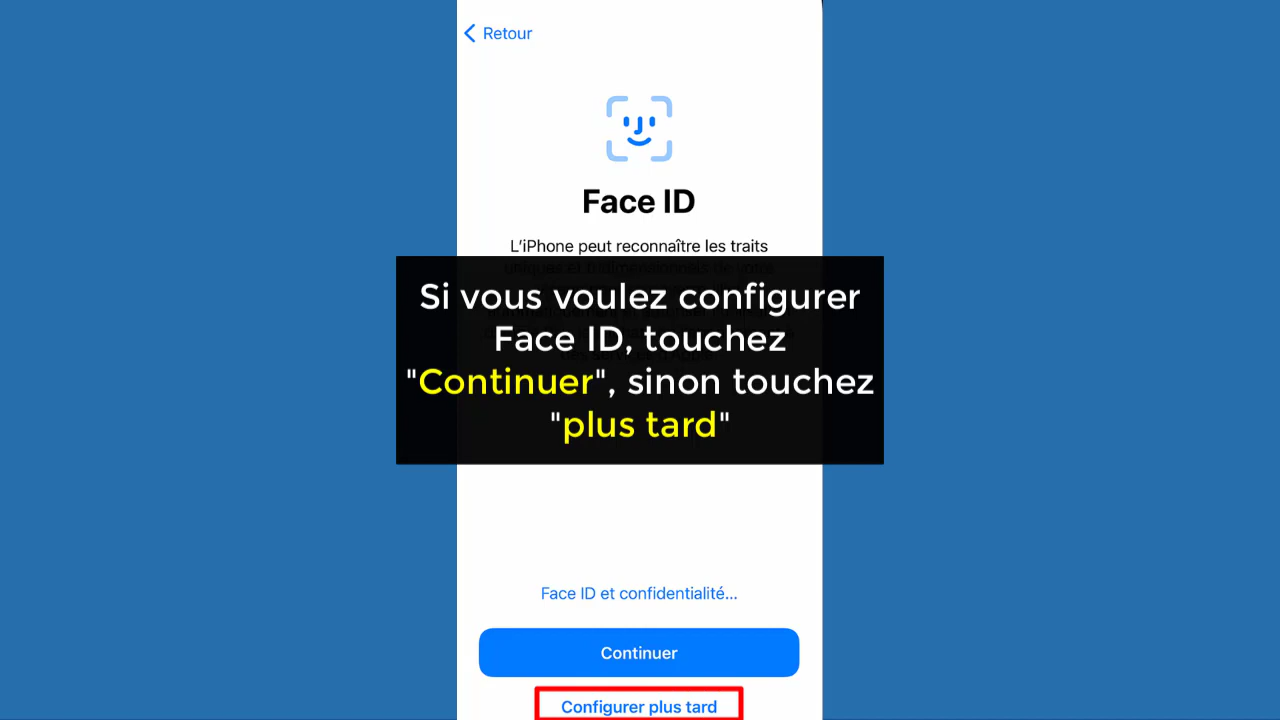 Retour
Face ID
L'iPhone peut reconnaître les traits
Si vous voulez configurer
Face ID, touchez
"Continuer", sinon touchez
"plus tard"
Face ID et confidentialité...
Continuer
Configurer plus tard